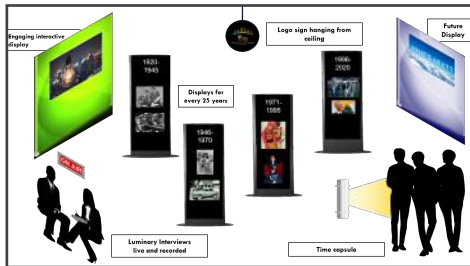 Engaging interactive
display
Logo sign hanging from
ceiling
Future
Display
1920-
1945
Displays for
every 25 years
1946-
1970
1971-
1995
1996-
2020
ON AIR
Luminary Interviews
live and recorded
Time capsule